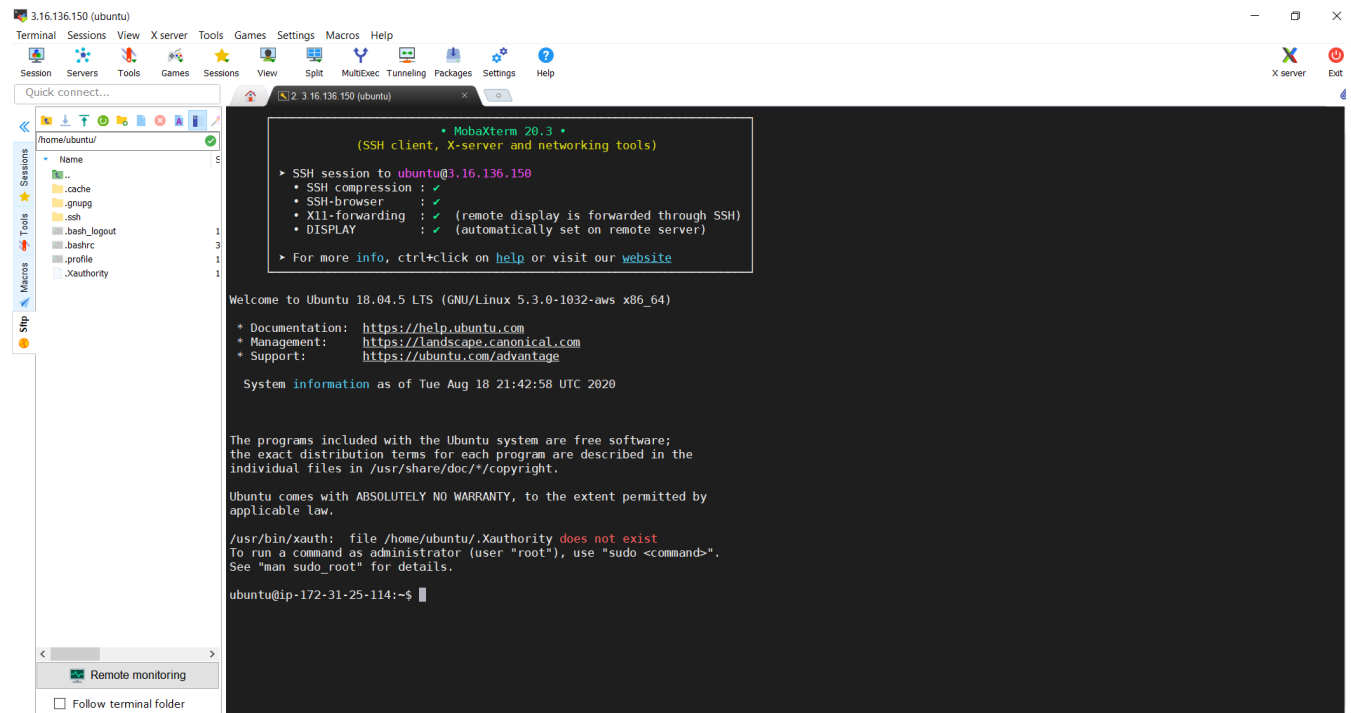 3.16.136.150 (ubuntu)
Terminal Sessions View X server Tools Games Settings Macros Help
Session Servers Tools Games Sessions View Split MultiExec Tunneling Packages Settings Help X server Exit
Quick connect...
2. 3.16.136.150 (ubuntu)
/home/ubuntu/
Name S
..
.cache
.gnupg
.ssh
.bash_logout 1
.bashrc 3
.profile 1
.Xauthority 1
Sessions
Tools
Macros
Sftp
• MobaXterm 20.3 •
(SSH client, X-server and networking tools)
➤ SSH session to ubuntu@3.16.136.150
• SSH compression : ✔
• SSH-browser : ✔
• X11-forwarding : ✔ (remote display is forwarded through SSH)
• DISPLAY : ✔ (automatically set on remote server)
➤ For more info, ctrl+click on help or visit our website
Welcome to Ubuntu 18.04.5 LTS (GNU/Linux 5.3.0-1032-aws x86_64)
* Documentation: https://help.ubuntu.com
* Management: https://landscape.canonical.com
* Support: https://ubuntu.com/advantage
System information as of Tue Aug 18 21:42:58 UTC 2020
The programs included with the Ubuntu system are free software;
the exact distribution terms for each program are described in the
individual files in /usr/share/doc/*/copyright.
Ubuntu comes with ABSOLUTELY NO WARRANTY, to the extent permitted by
applicable law.
/usr/bin/xauth: file /home/ubuntu/.Xauthority does not exist
To run a command as administrator (user "root"), use "sudo <command>".
See "man sudo_root" for details.
ubuntu@ip-172-31-25-114:~$
Remote monitoring
Follow terminal folder